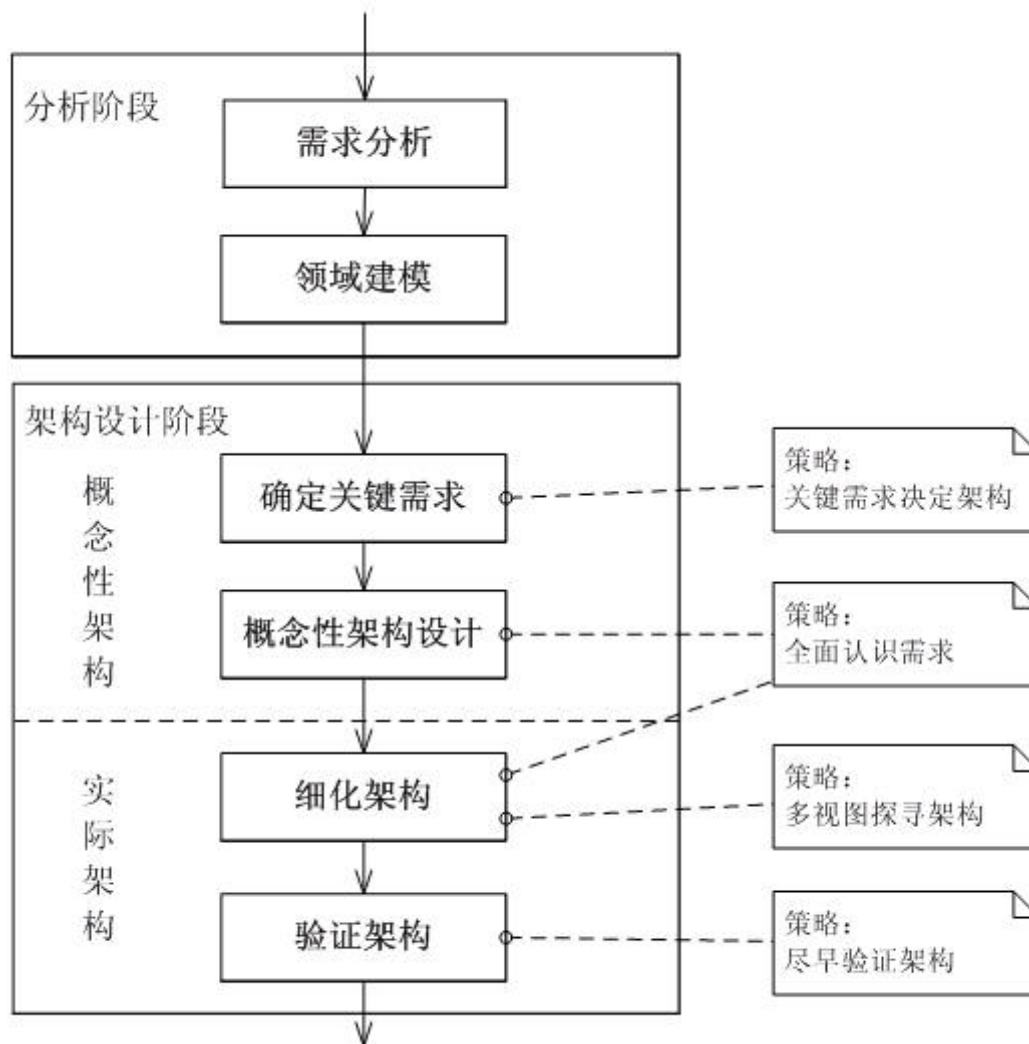 分析阶段
需求分析
领域建模
架构设计阶段
概念性架构
确定关键需求
概念性架构设计
实际架构
细化架构
验证架构
策略：
关键需求决定架构
策略：
全面认识需求
策略：
多视图探寻架构
策略：
尽早验证架构